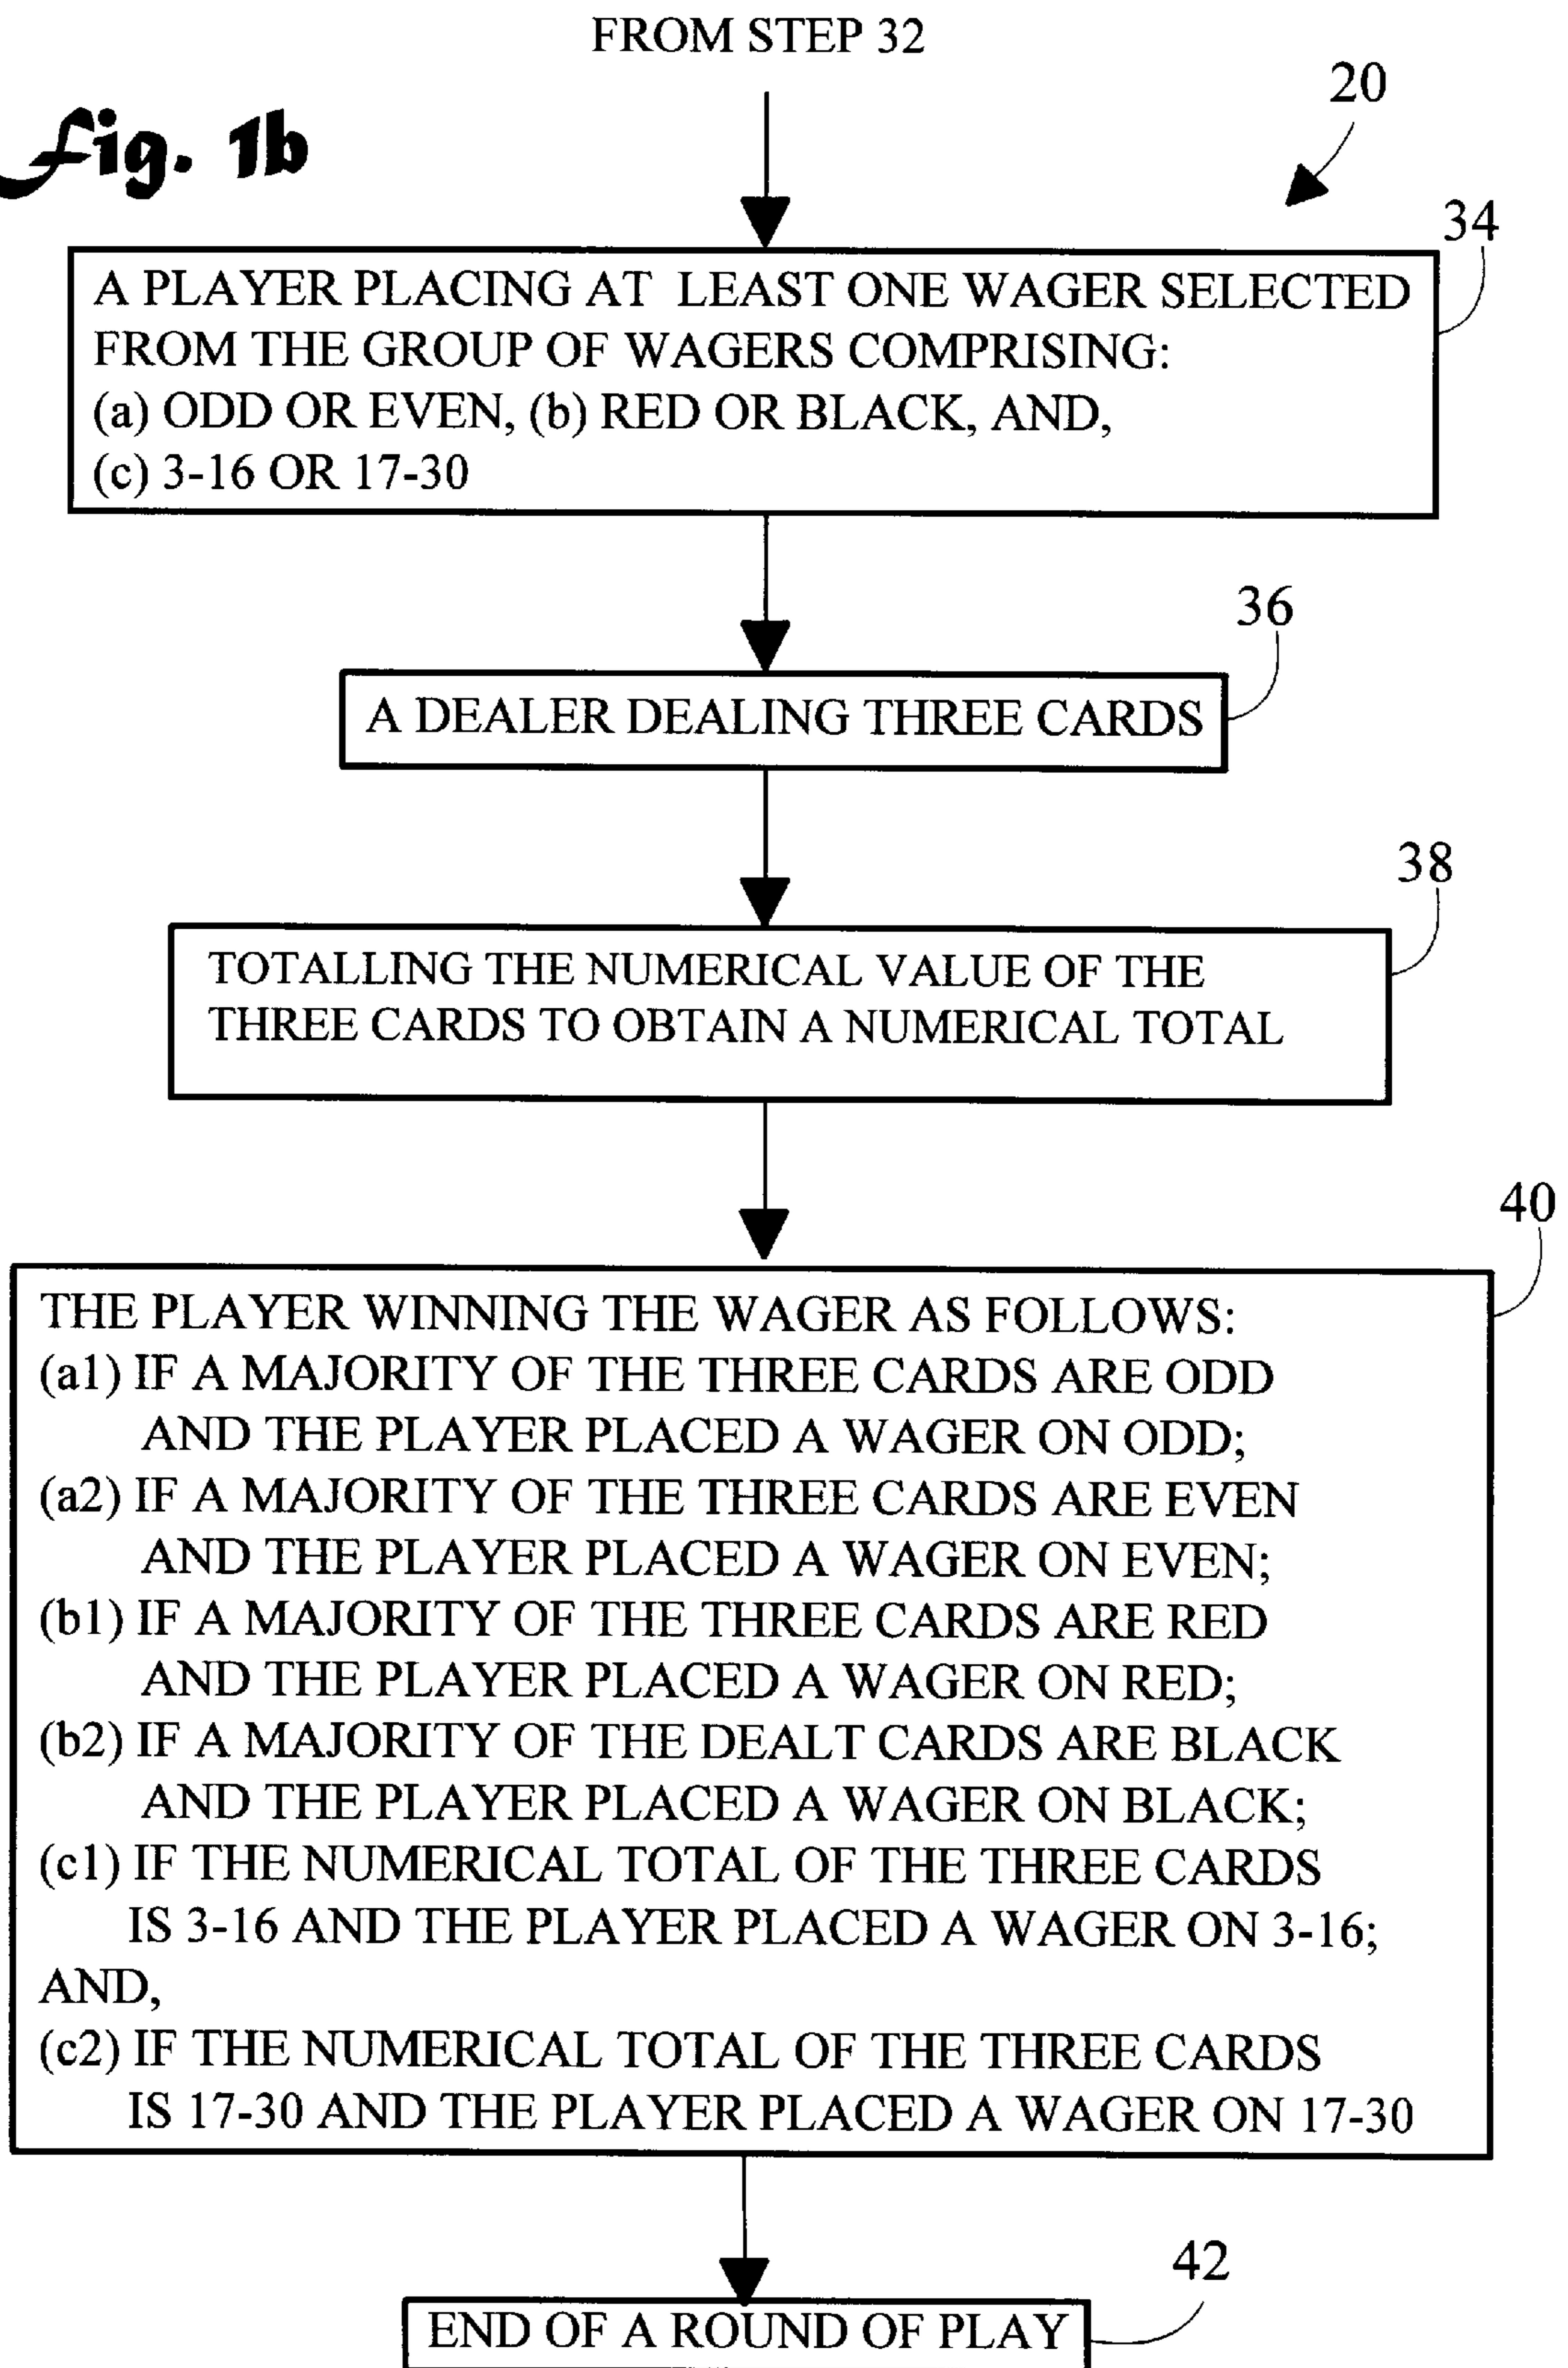 FROM STEP 32
20
Fig. 1b
34
A PLAYER PLACING AT LEAST ONE WAGER SELECTED
FROM THE GROUP OF WAGERS COMPRISING:
(a) ODD OR EVEN, (b) RED OR BLACK, AND,
(c) 3-16 OR 17-30
36
A DEALER DEALING THREE CARDS
38
TOTALLING THE NUMERICAL VALUE OF THE
THREE CARDS TO OBTAIN A NUMERICAL TOTAL
40
THE PLAYER WINNING THE WAGER AS FOLLOWS:
(a1) IF A MAJORITY OF THE THREE CARDS ARE ODD
AND THE PLAYER PLACED A WAGER ON ODD;
(a2) IF A MAJORITY OF THE THREE CARDS ARE EVEN
AND THE PLAYER PLACED A WAGER ON EVEN;
(b1) IF A MAJORITY OF THE THREE CARDS ARE RED
AND THE PLAYER PLACED A WAGER ON RED;
(b2) IF A MAJORITY OF THE DEALT CARDS ARE BLACK
AND THE PLAYER PLACED A WAGER ON BLACK;
(c1) IF THE NUMERICAL TOTAL OF THE THREE CARDS
IS 3-16 AND THE PLAYER PLACED A WAGER ON 3-16;
AND,
(c2) IF THE NUMERICAL TOTAL OF THE THREE CARDS
IS 17-30 AND THE PLAYER PLACED A WAGER ON 17-30
42
END OF A ROUND OF PLAY